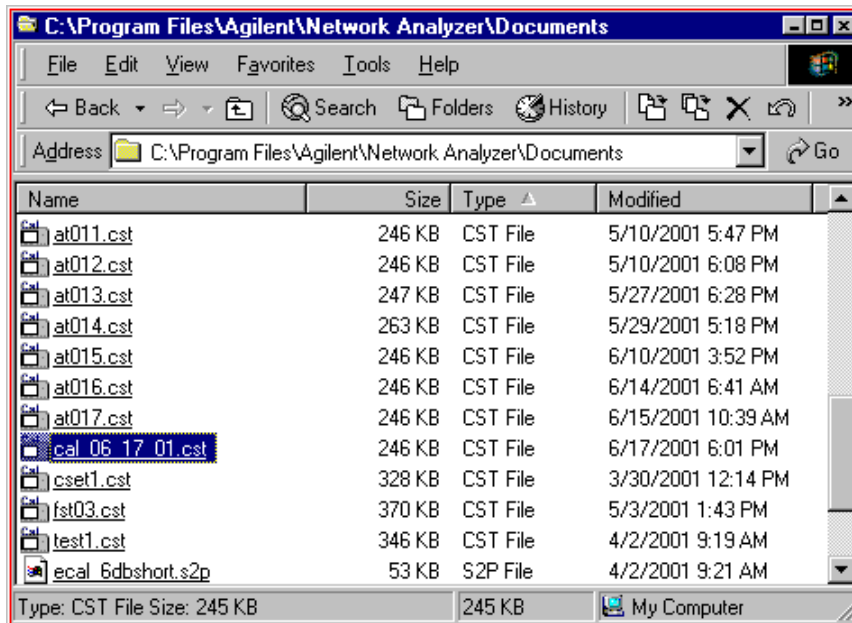 C:\Program Files\Agilent\Network Analyzer\Documents
File Edit View Favorites Tools Help
Back Search Folders History »
Address C:\Program Files\Agilent\Network Analyzer\Documents Go
Name Size Type Modified
at011.cst 246 KB CST File 5/10/2001 5:47 PM
at012.cst 246 KB CST File 5/10/2001 6:08 PM
at013.cst 247 KB CST File 5/27/2001 6:28 PM
at014.cst 263 KB CST File 5/29/2001 5:18 PM
at015.cst 246 KB CST File 6/10/2001 3:52 PM
at016.cst 246 KB CST File 6/14/2001 6:41 AM
at017.cst 246 KB CST File 6/15/2001 10:39 AM
cal_06_17_01.cst 246 KB CST File 6/17/2001 6:01 PM
cset1.cst 328 KB CST File 3/30/2001 12:14 PM
fst03.cst 370 KB CST File 5/3/2001 1:43 PM
test1.cst 346 KB CST File 4/2/2001 9:19 AM
ecal_6dbshort.s2p 53 KB S2P File 4/2/2001 9:21 AM
Type: CST File Size: 245 KB 245 KB My Computer